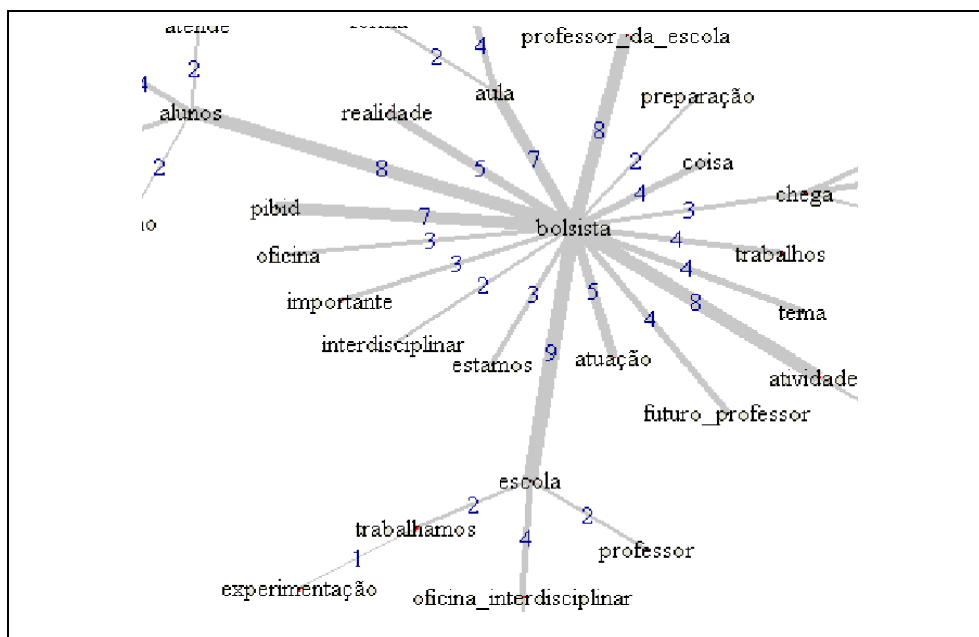 atende
professor_da_escola
4
2
2
4
aula
preparação
realidade
alunos
8
7
coisa
2
5
2
8
4
chega
pibid
7
3
bolsista
3
4
trabalhos
oficina
3
4
importante
2
3
5
8
tema
4
interdisciplinar
estamos
9
atuação
atividade
futuro_professor
escola
2
2
trabalhamos
4
professor
1
experimentação
oficina_interdisciplinar